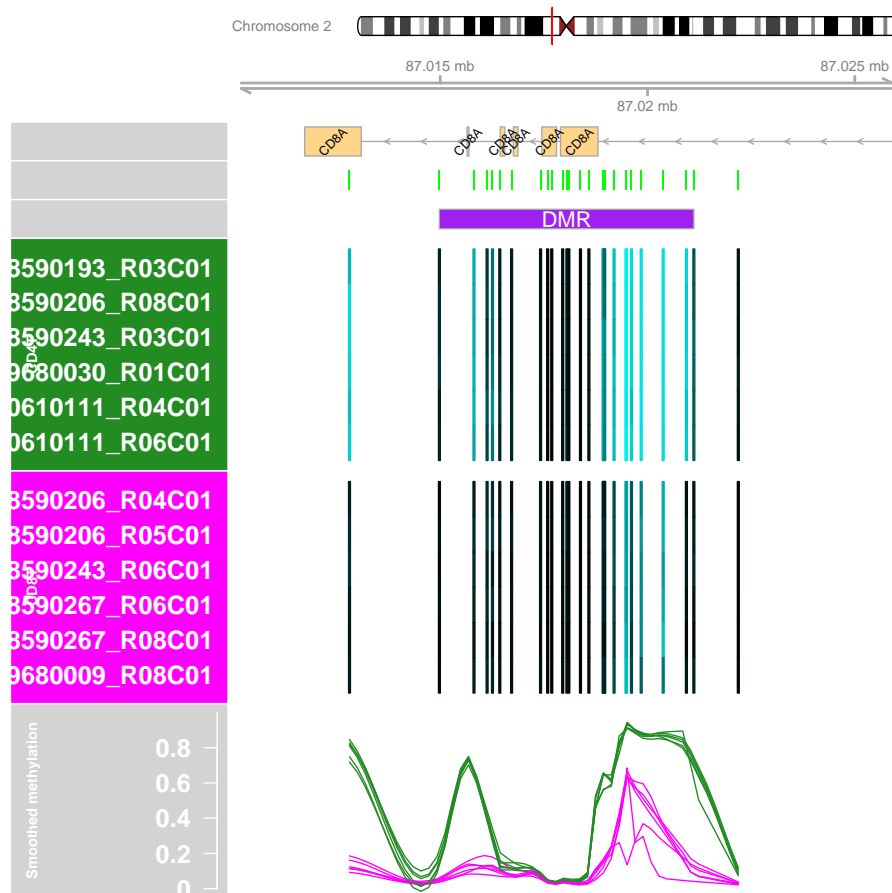 Chromosome 2
87.015 mb
87.025 mb
87.02 mb
CD8A
CD8A
CD8A
CD8A
CD8A
CD8A
DMR
8590193_R03C01
8590206_R08C01
8590243_R03C01
9680030_R01C01
0610111_R04C01
0610111_R06C01
8590206_R04C01
8590206_R05C01
8590243_R06C01
8590267_R06C01
8590267_R08C01
9680009_R08C01
Smoothed methylation
0.8
0.6
0.4
0.2
0